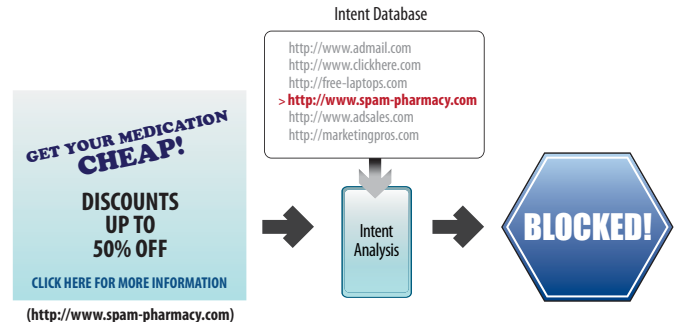 Intent Database
http://www.admail.com
http://www.clickhere.com
http://free-laptops.com
> http://www.spam-pharmacy.com
http://www.adsales.com
http://marketingpros.com
GET YOUR MEDICATION
CHEAP!
DISCOUNTS
UP TO
50% OFF
CLICK HERE FOR MORE INFORMATION
(http://www.spam-pharmacy.com)
Intent
Analysis
BLOCKED!